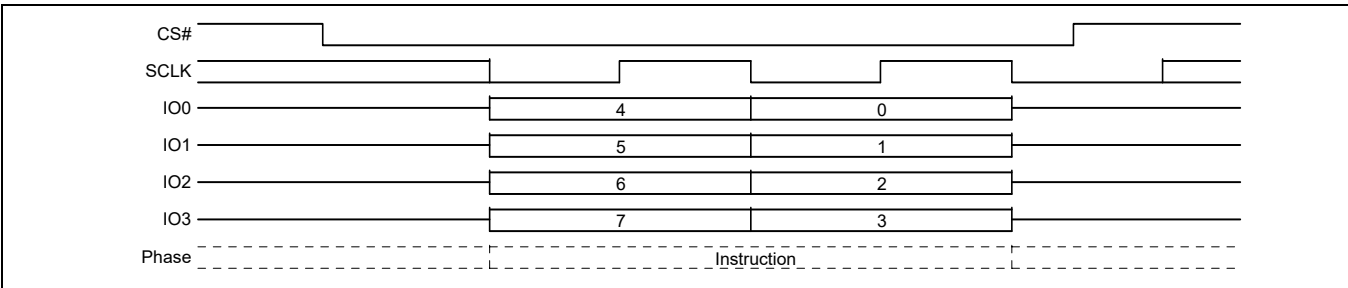 CS#
SCLK
IO0 4 0
IO1 5 1
IO2 6 2
IO3 7 3
Phase Instruction